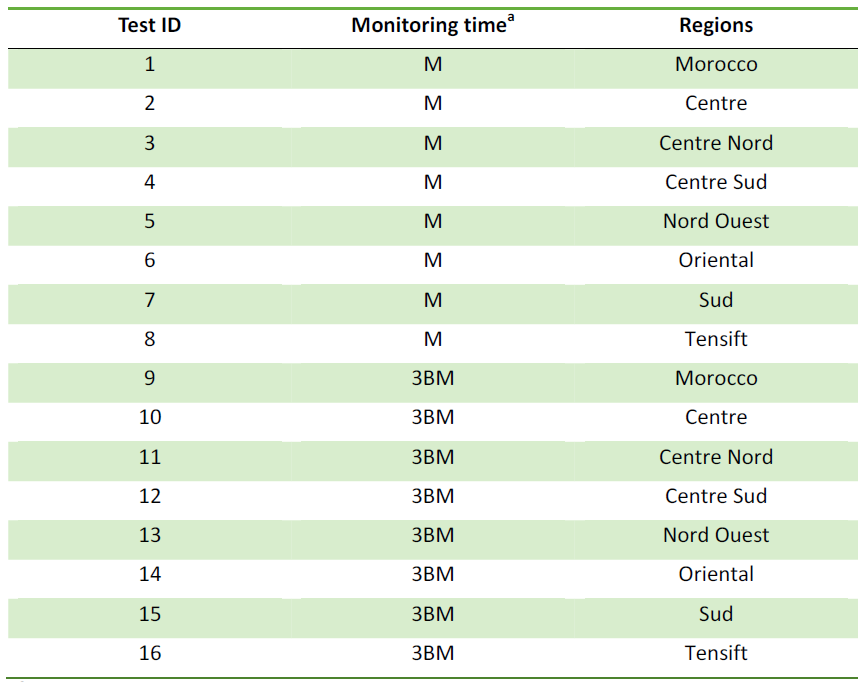 Test ID Monitoring timeᵃ Regions
1 M Morocco
2 M Centre
3 M Centre Nord
4 M Centre Sud
5 M Nord Ouest
6 M Oriental
7 M Sud
8 M Tensift
9 3BM Morocco
10 3BM Centre
11 3BM Centre Nord
12 3BM Centre Sud
13 3BM Nord Ouest
14 3BM Oriental
15 3BM Sud
16 3BM Tensift